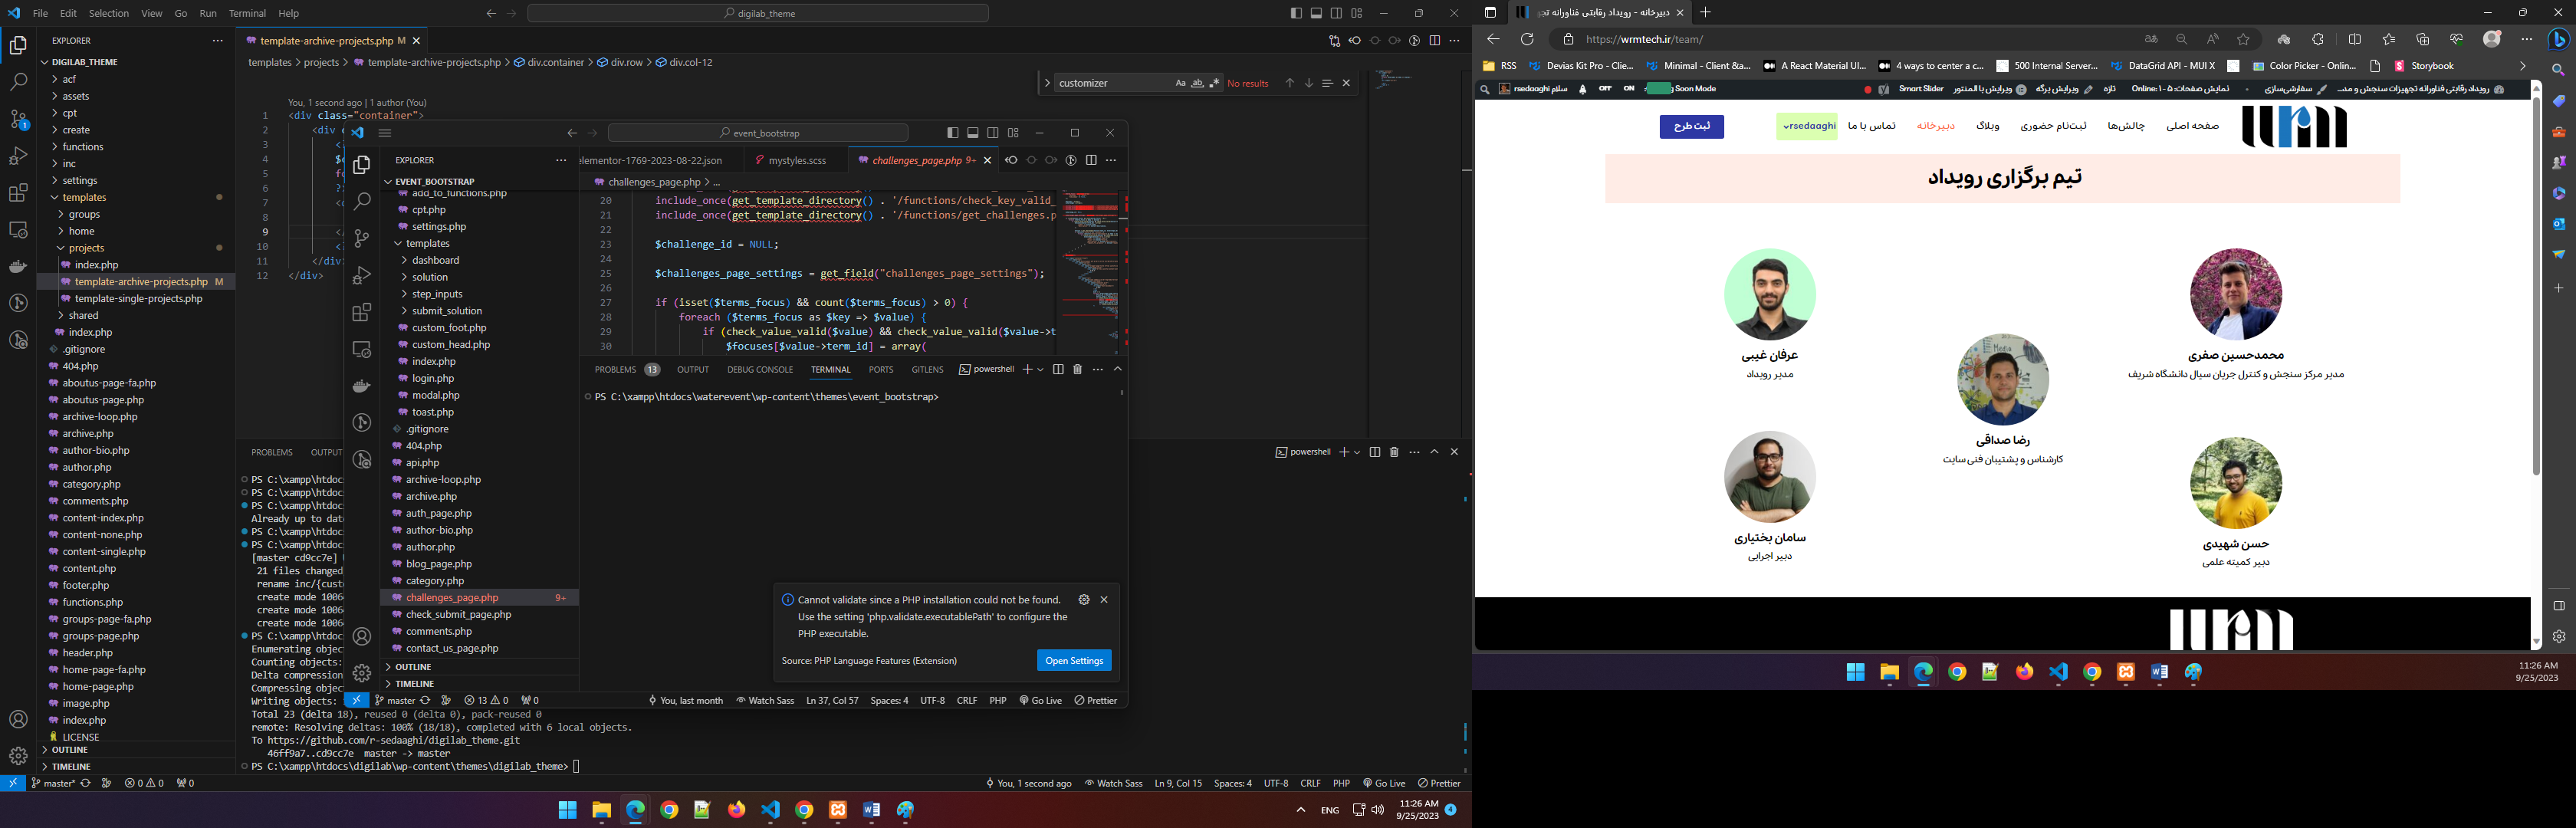 File Edit Selection View Go Run Terminal Help
digilab_theme
EXPLORER
DIGILAB_THEME
acf
assets
cpt
create
functions
inc
settings
templates
groups
home
projects
index.php
template-archive-projects.php M
template-single-projects.php
shared
index.php
.gitignore
404.php
aboutus-page-fa.php
aboutus-page.php
archive-loop.php
archive.php
author-bio.php
author.php
category.php
comments.php
content-index.php
content-none.php
content-single.php
content.php
footer.php
functions.php
groups-page-fa.php
groups-page.php
header.php
home-page-fa.php
home-page.php
image.php
index.php
LICENSE
OUTLINE
TIMELINE
template-archive-projects.php M
templates > projects > template-archive-projects.php > div.container > div.row > div.col-12
customizer Aa ab No results
You, 1 second ago | 1 author (You)
1 <div class="container">
2 <div c
3 <
4 $
5 fo
6 ?
7 <
8
9 </
10 <
11 </di
12 </div>
PROBLEMS OUTPUT
powershell
PS C:\xampp\htdoc
PS C:\xampp\htdoc
PS C:\xampp\htdoc
Already up to dat
PS C:\xampp\htdoc
PS C:\xampp\htdoc
[master cd9cc7e]
21 files changed
rename inc/{cust
create mode 1006
create mode 1006
create mode 1006
PS C:\xampp\htdoc
Enumerating objec
Counting objects:
Delta compression
Compressing objec
Writing objects:
Total 23 (delta 18), reused 0 (delta 0), pack-reused 0
remote: Resolving deltas: 100% (18/18), completed with 6 local objects.
To https://github.com/r-sedaaghi/digilab_theme.git
46ff9a7..cd9cc7e master -> master
PS C:\xampp\htdocs\digilab\wp-content\themes\digilab_theme>
master* 0 0 0
You, 1 second ago Watch Sass Ln 9, Col 15 Spaces: 4 UTF-8 CRLF PHP Go Live Prettier
ENG
11:26 AM
9/25/2023
4
event_bootstrap
EXPLORER
EVENT_BOOTSTRAP
add_to_functions.php
cpt.php
settings.php
templates
dashboard
solution
step_inputs
submit_solution
custom_foot.php
custom_head.php
index.php
login.php
modal.php
toast.php
.gitignore
404.php
api.php
archive-loop.php
archive.php
auth_page.php
author-bio.php
author.php
blog_page.php
category.php
challenges_page.php 9+
check_submit_page.php
comments.php
contact_us_page.php
OUTLINE
TIMELINE
elementor-1769-2023-08-22.json mystyles.scss challenges_page.php 9+
challenges_page.php > ...
20 include_once(get_template_directory() . '/functions/check_key_valid_
21 include_once(get_template_directory() . '/functions/get_challenges.p
22
23 $challenge_id = NULL;
24
25 $challenges_page_settings = get_field("challenges_page_settings");
26
27 if (isset($terms_focus) && count($terms_focus) > 0) {
28 foreach ($terms_focus as $key => $value) {
29 if (check_value_valid($value) && check_value_valid($value->t
30 $focuses[$value->term_id] = array(
PROBLEMS 13 OUTPUT DEBUG CONSOLE TERMINAL PORTS GITLENS powershell
PS C:\xampp\htdocs\waterevent\wp-content\themes\event_bootstrap>
Cannot validate since a PHP installation could not be found.
Use the setting 'php.validate.executablePath' to configure the
PHP executable.
Source: PHP Language Features (Extension)
Open Settings
master 13 0 0
You, last month Watch Sass Ln 37, Col 57 Spaces: 4 UTF-8 CRLF PHP Go Live Prettier
دبیرخانه - رویداد رقابتی فناورانه تجه
https://wrmtech.ir/team/
RSS Devias Kit Pro - Clie... Minimal - Client &a... A React Material UI... 4 ways to center a c... 500 Internal Server... DataGrid API - MUI X Color Picker - Onlin... Storybook
رویداد رقابتی فناورانه تجهیزات سنجش و مد... سفارشی‌سازی نمایش صفحات: 5 - 1 Online: تازه ویرایش برگه ویرایش با المنتور Smart Slider
Soon Mode ON OFF سلام rsedaaghi
صفحه اصلی چالش‌ها ثبت‌نام حضوری وبلاگ دبیرخانه تماس با ما rsedaaghi ثبت طرح
تیم برگزاری رویداد
محمدحسین صفری
مدیر مرکز سنجش و کنترل جریان سیال دانشگاه شریف
عرفان غیبی
مدیر رویداد
رضا صداقی
کارشناس و پشتیبان فنی سایت
حسن شهیدی
دبیر کمیته علمی
سامان بختیاری
دبیر اجرایی
11:26 AM
9/25/2023